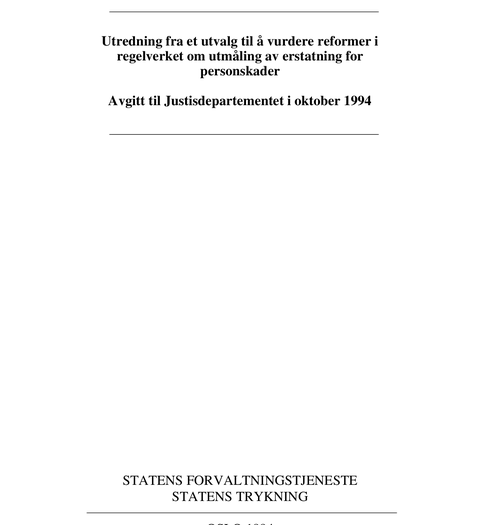 Utredning fra et utvalg til å vurdere reformer i
regelverket om utmåling av erstatning for
personskader
Avgitt til Justisdepartementet i oktober 1994
STATENS FORVALTNINGSTJENESTE
STATENS TRYKNING